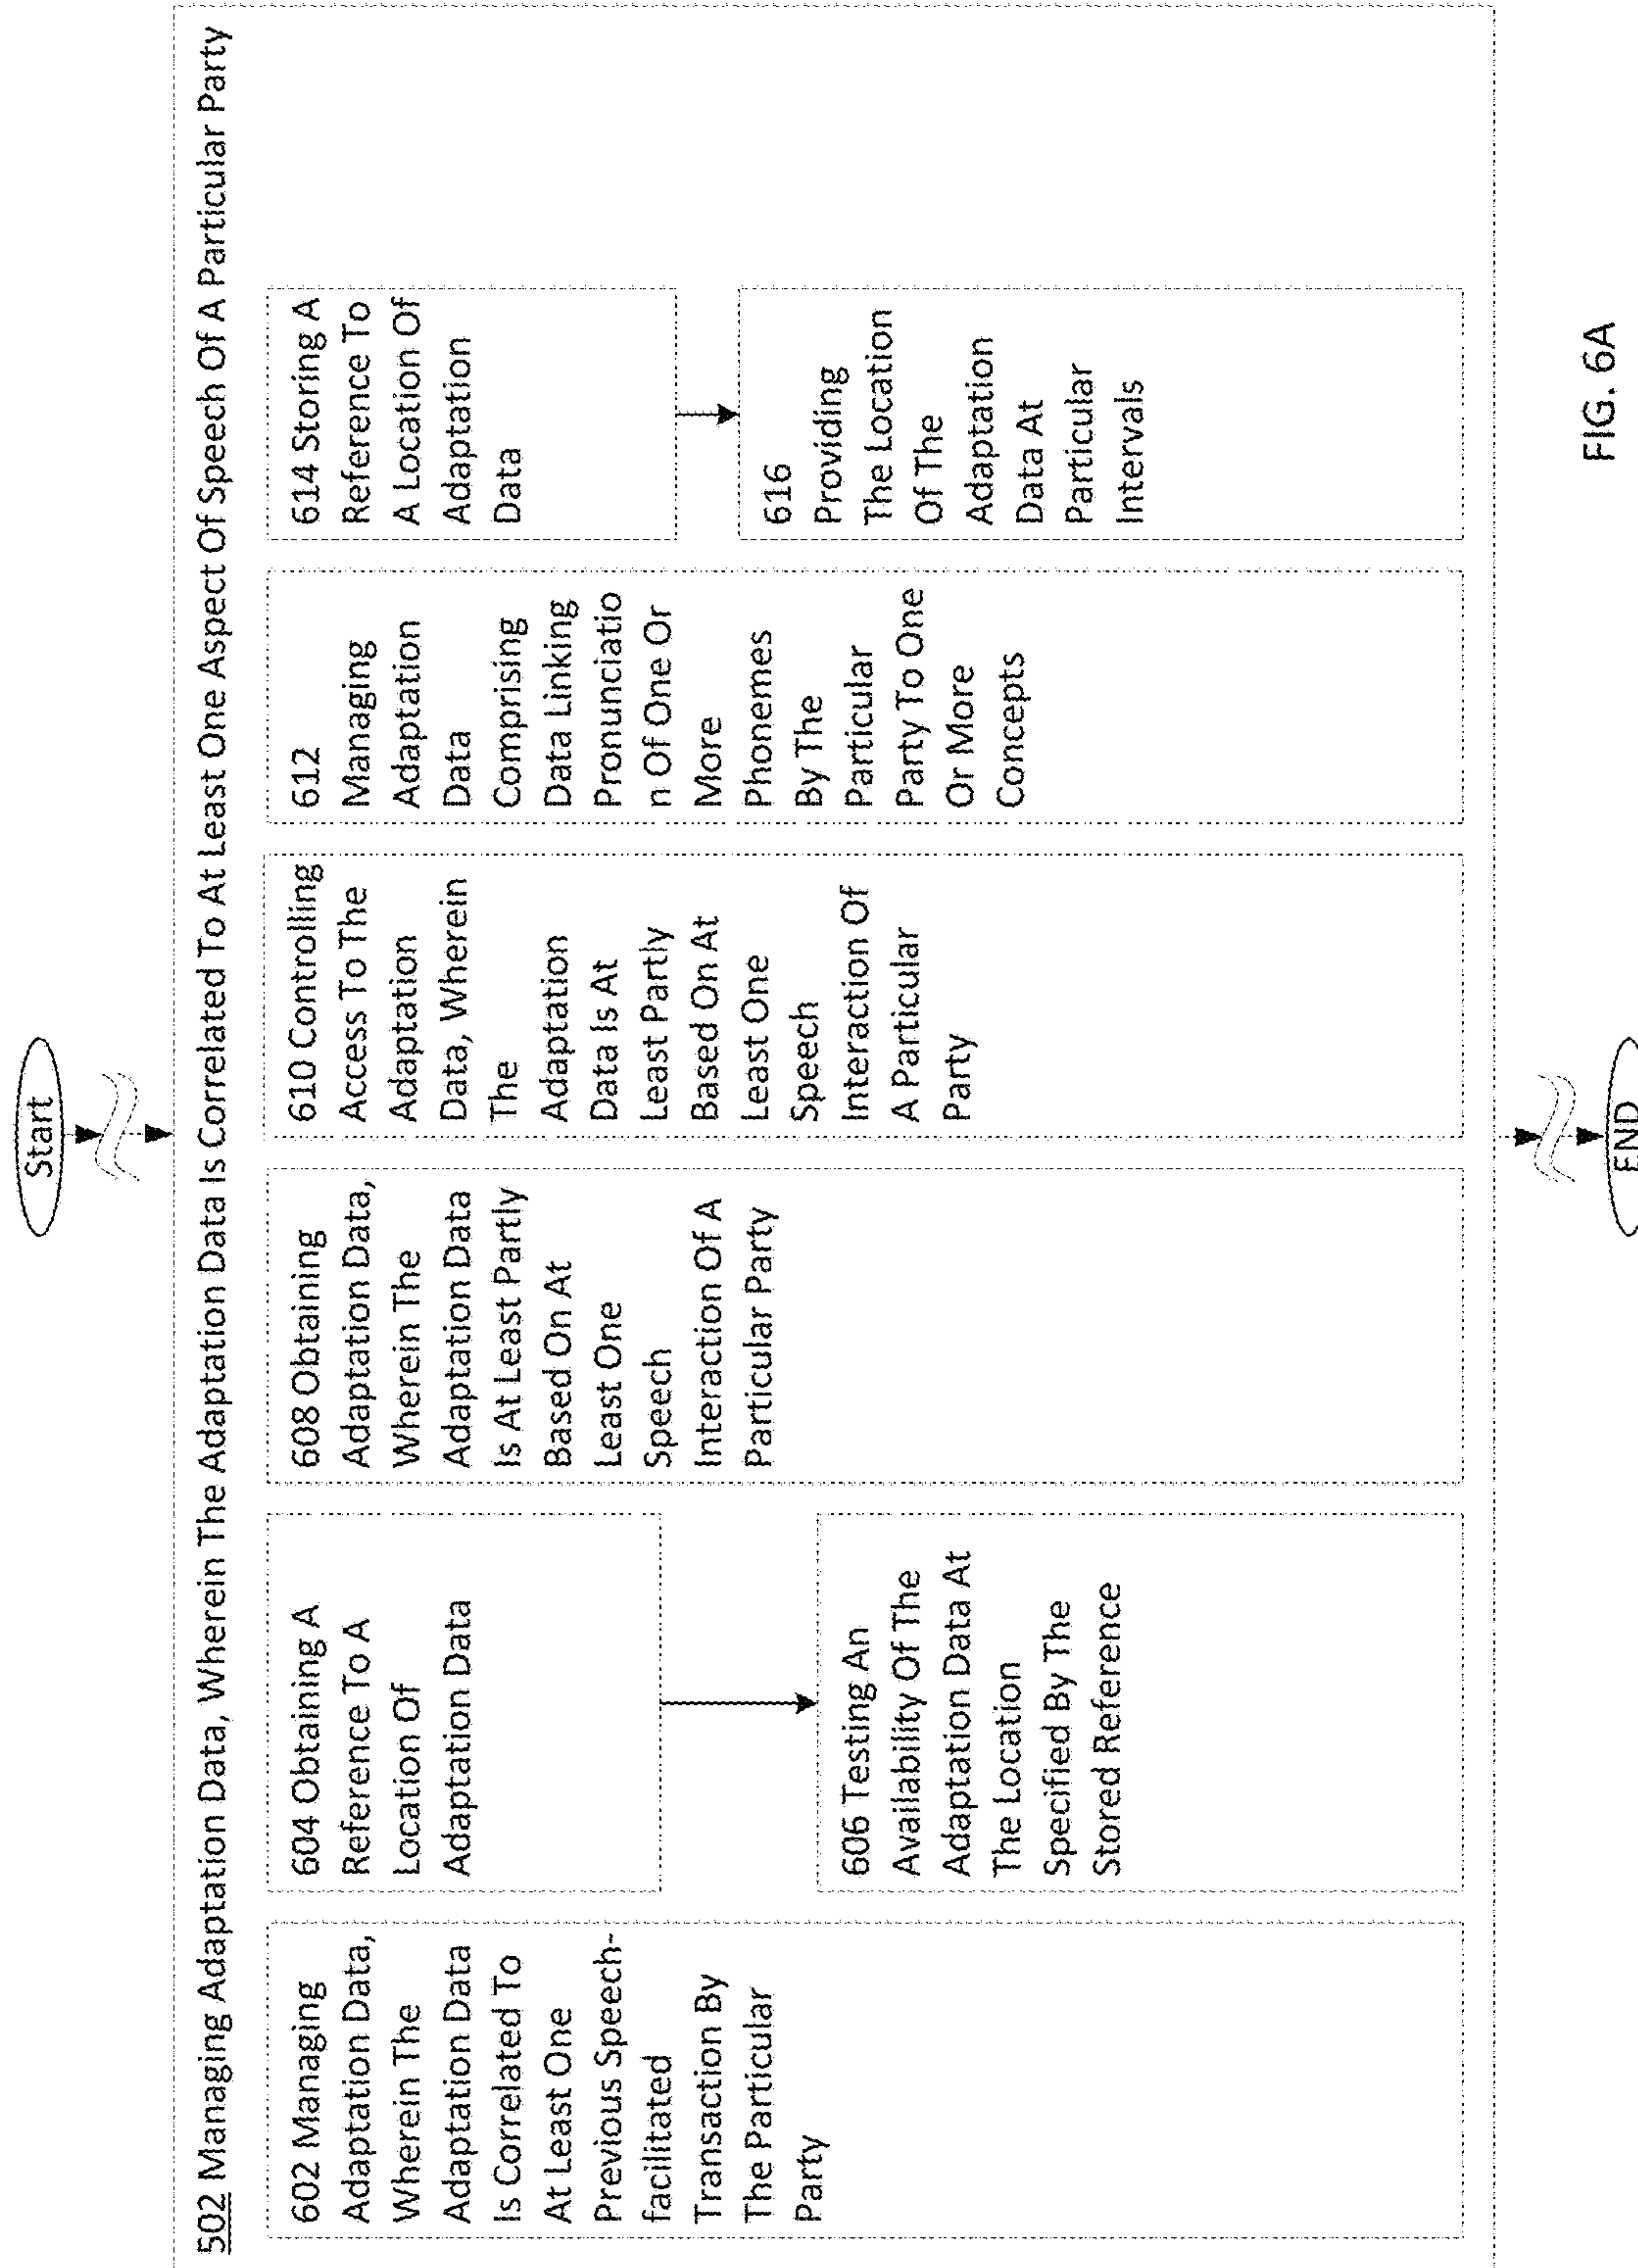 Start
502 Managing Adaptation Data, Wherein The Adaptation Data Is Correlated To At Least One Aspect Of Speech Of A Particular Party
602 Managing
Adaptation Data,
Wherein The
Adaptation Data
Is Correlated To
At Least One
Previous Speech-
facilitated
Transaction By
The Particular
Party
604 Obtaining A
Reference To A
Location Of
Adaptation Data
606 Testing An
Availability Of The
Adaptation Data At
The Location
Specified By The
Stored Reference
608 Obtaining
Adaptation Data,
Wherein The
Adaptation Data
Is At Least Partly
Based On At
Least One
Speech
Interaction Of A
Particular Party
610 Controlling
Access To The
Adaptation
Data, Wherein
The
Adaptation
Data Is At
Least Partly
Based On At
Least One
Speech
Interaction Of
A Particular
Party
612
Managing
Adaptation
Data
Comprising
Data Linking
Pronunciatio
n Of One Or
More
Phonemes
By The
Particular
Party To One
Or More
Concepts
614 Storing A
Reference To
A Location Of
Adaptation
Data
616
Providing
The Location
Of The
Adaptation
Data At
Particular
Intervals
END
FIG. 6A